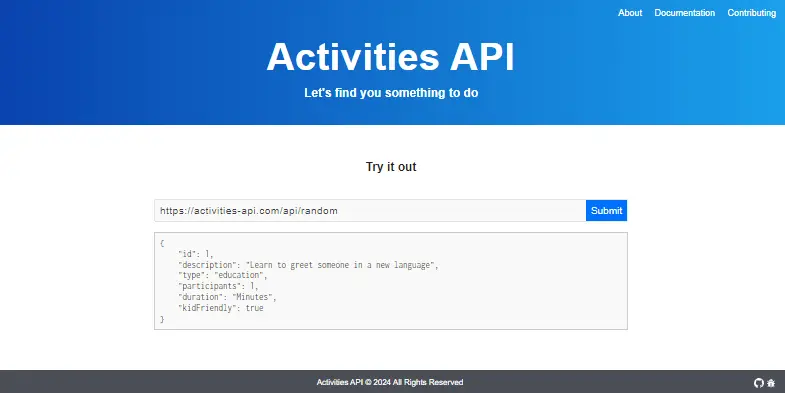 About Documentation Contributing
Activities API
Let's find you something to do
Try it out
https://activities-api.com/api/random Submit
{
    "id": 1,
    "description": "Learn to greet someone in a new language",
    "type": "education",
    "participants": 1,
    "duration": "Minutes",
    "kidFriendly": true
}
Activities API © 2024 All Rights Reserved